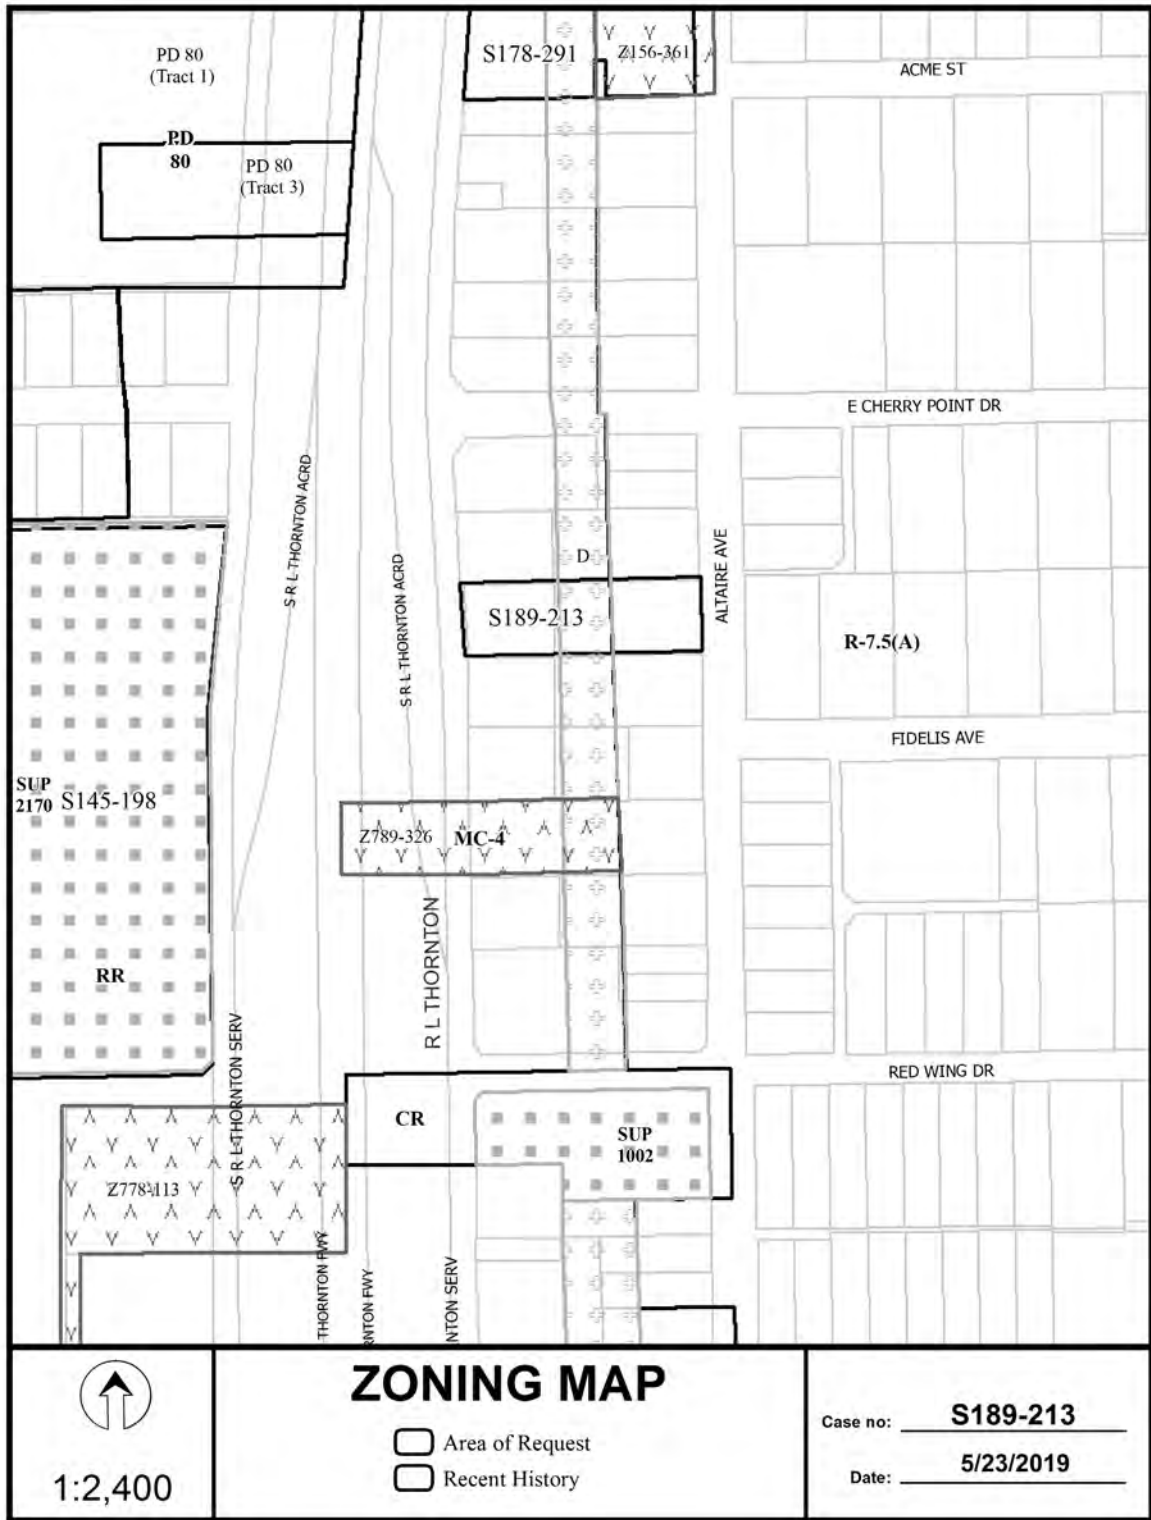 PD 80
(Tract 1)
S178-291
Z156-361
ACME ST
PD
80
PD 80
(Tract 3)
E CHERRY POINT DR
S R L THORNTON ACRD
S R L THORNTON ACRD
D
ALTAIRE AVE
S189-213
R-7.5(A)
FIDELIS AVE
SUP
2170
S145-198
Z789-326
MC-4
R L THORNTON
RR
S R L THORNTON SERV
RED WING DR
CR
SUP
1002
Z778-113
THORNTON FWY
RNTON FWY
NTON SERV
1:2,400
ZONING MAP
Area of Request
Recent History
Case no: S189-213
Date: 5/23/2019